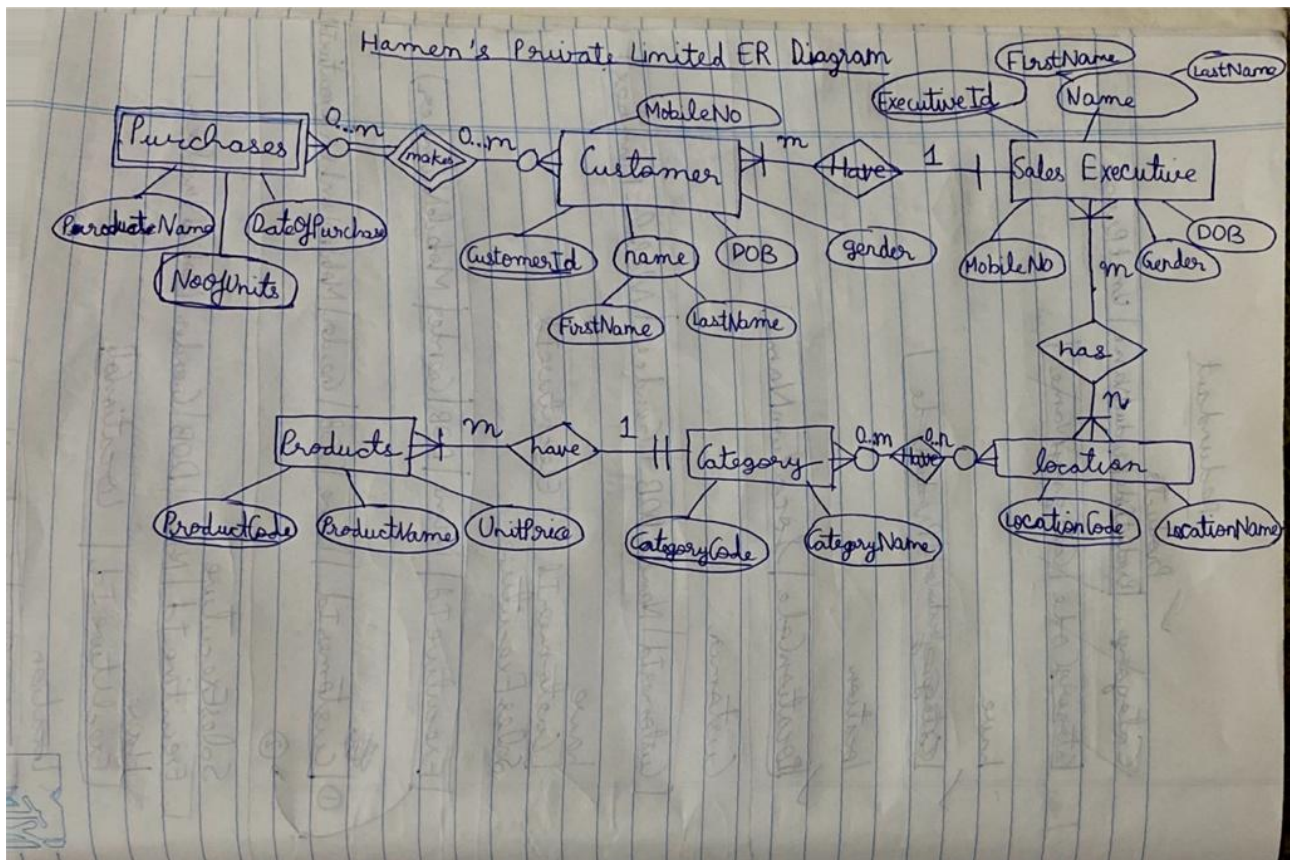 Hamen's Private Limited ER Diagram
FirstName
LastName
ExecutiveId
Name
MobileNo
Purchases
0..m
makes
0..m
Customer
m
Have
1
Sales Executive
DateOfPurchase
NoOfUnits
CustomerId
name
DOB
gender
MobileNo
Gender
DOB
FirstName
LastName
m
has
n
Products
m
have
1
Category
0..m
Have
0..n
location
ProductCode
ProductName
UnitPrice
CategoryCode
CategoryName
LocationCode
LocationName